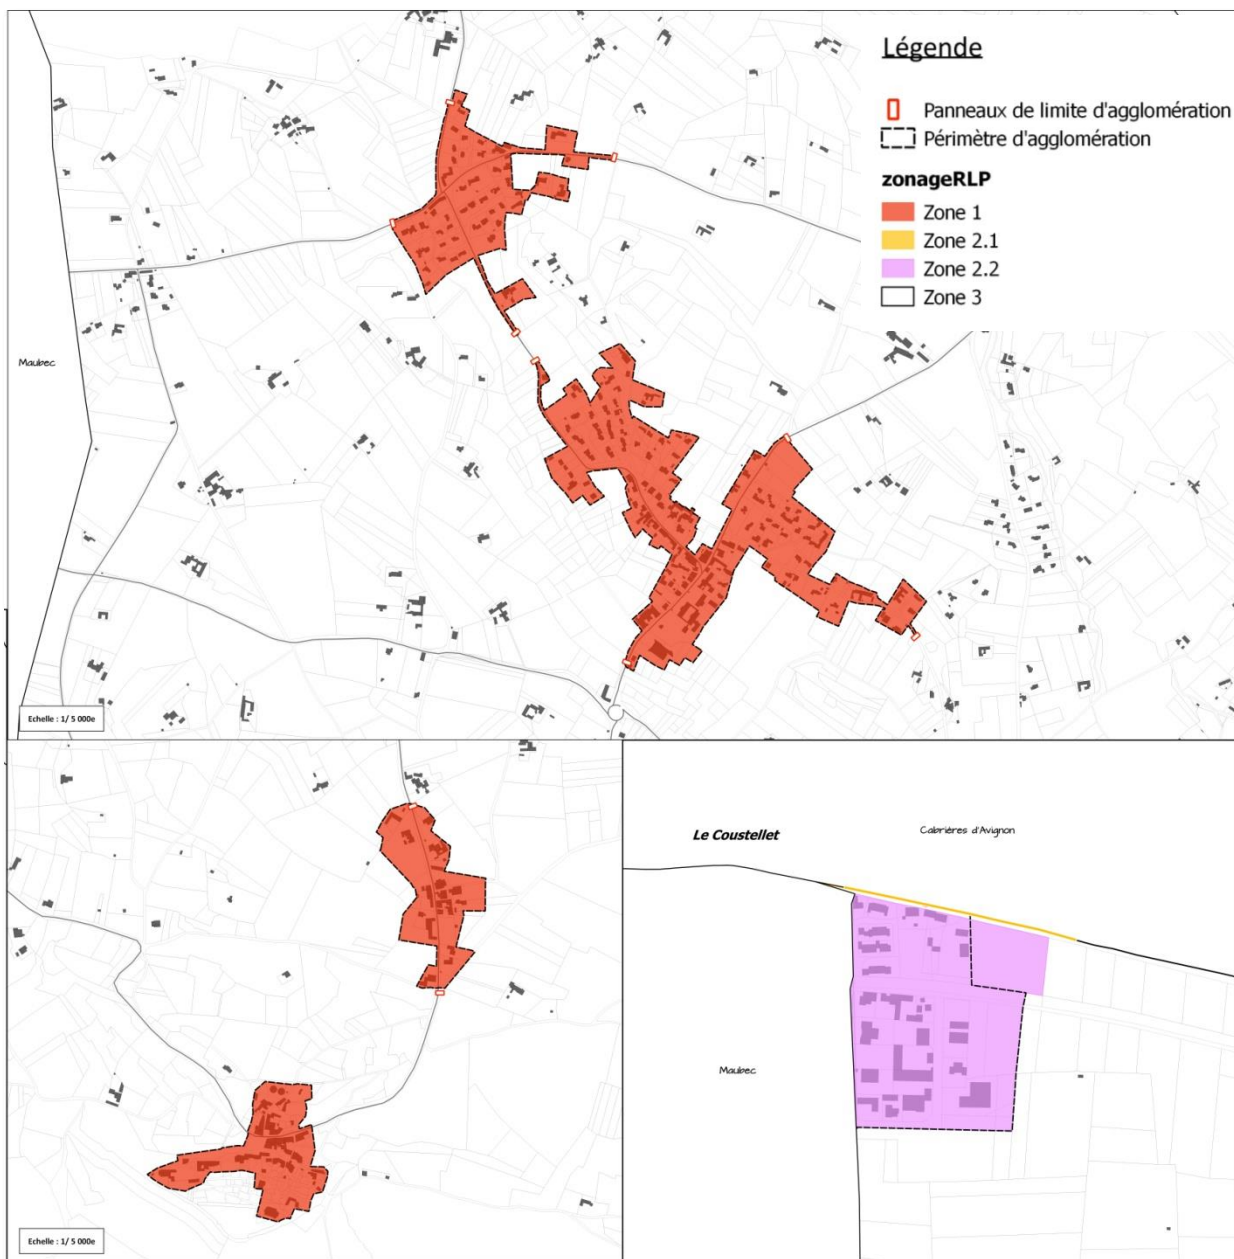 Légende
Panneaux de limite d'agglomération
Périmètre d'agglomération
zonageRLP
Zone 1
Zone 2.1
Zone 2.2
Zone 3
Maubec
Echelle : 1/ 5 000e
Le Coustellet
Cabrières d'Avignon
Maubec
Echelle : 1/ 5 000e